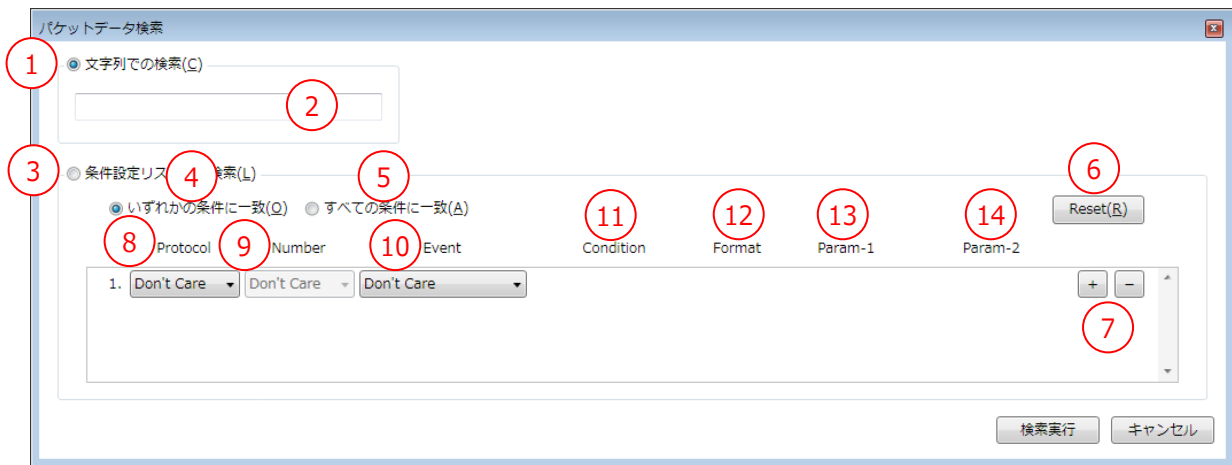 パケットデータ検索
1 文字列での検索(C)
2
3 条件設定リス 4 検索(L) 5 6
いずれかの条件に一致(O) すべての条件に一致(A) Reset(R)
8 Protocol 9 Number 10 Event 11 Condition 12 Format 13 Param-1 14 Param-2
1. Don't Care Don't Care Don't Care + −
7
検索実行 キャンセル